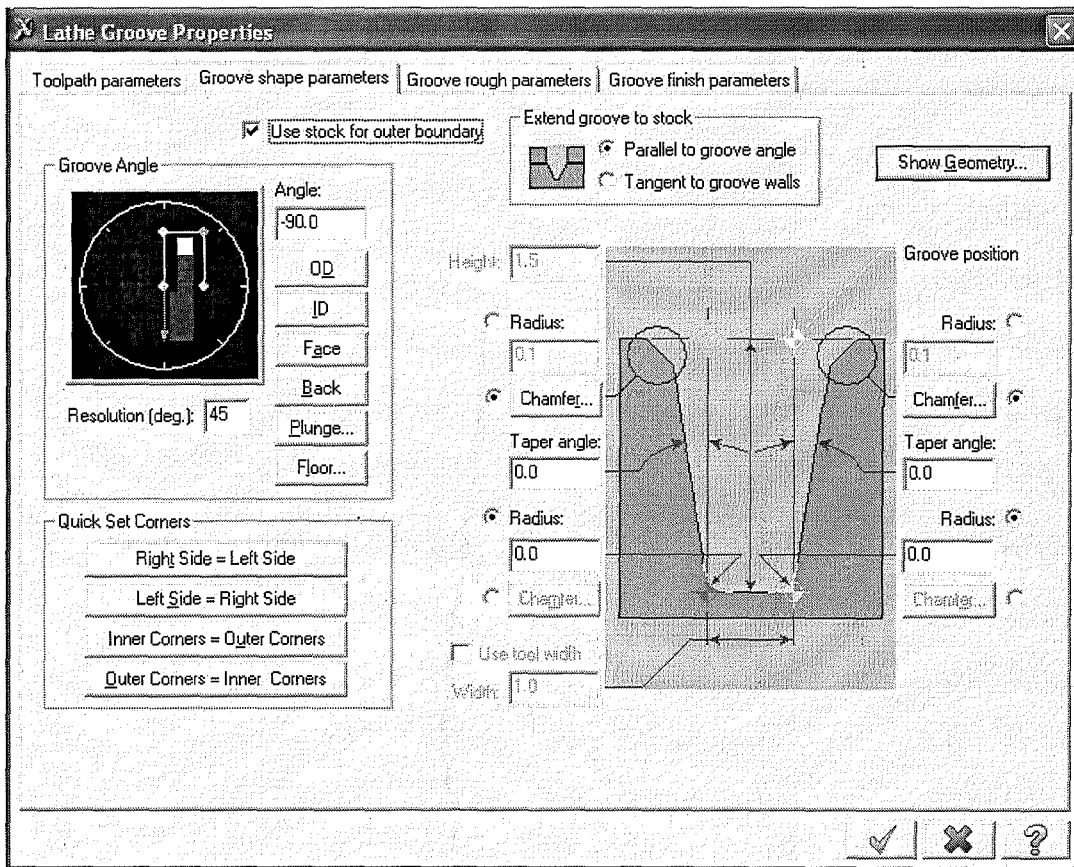 Lathe Groove Properties
Toolpath parameters
Groove shape parameters
Groove rough parameters
Groove finish parameters
Use stock for outer boundary
Extend groove to stock
Parallel to groove angle
Tangent to groove walls
Show Geometry...
Groove Angle
Angle:
-90.0
OD
ID
Face
Back
Plunge...
Floor...
Resolution (deg.): 45
Quick Set Corners
Right Side = Left Side
Left Side = Right Side
Inner Corners = Outer Corners
Outer Corners = Inner Corners
Height: 1.5
Radius:
0.1
Chamfer...
Taper angle:
0.0
Radius:
0.0
Chamfer...
Use tool width
Width: 1.0
Groove position
Radius:
0.1
Chamfer...
Taper angle:
0.0
Radius:
0.0
Chamfer...